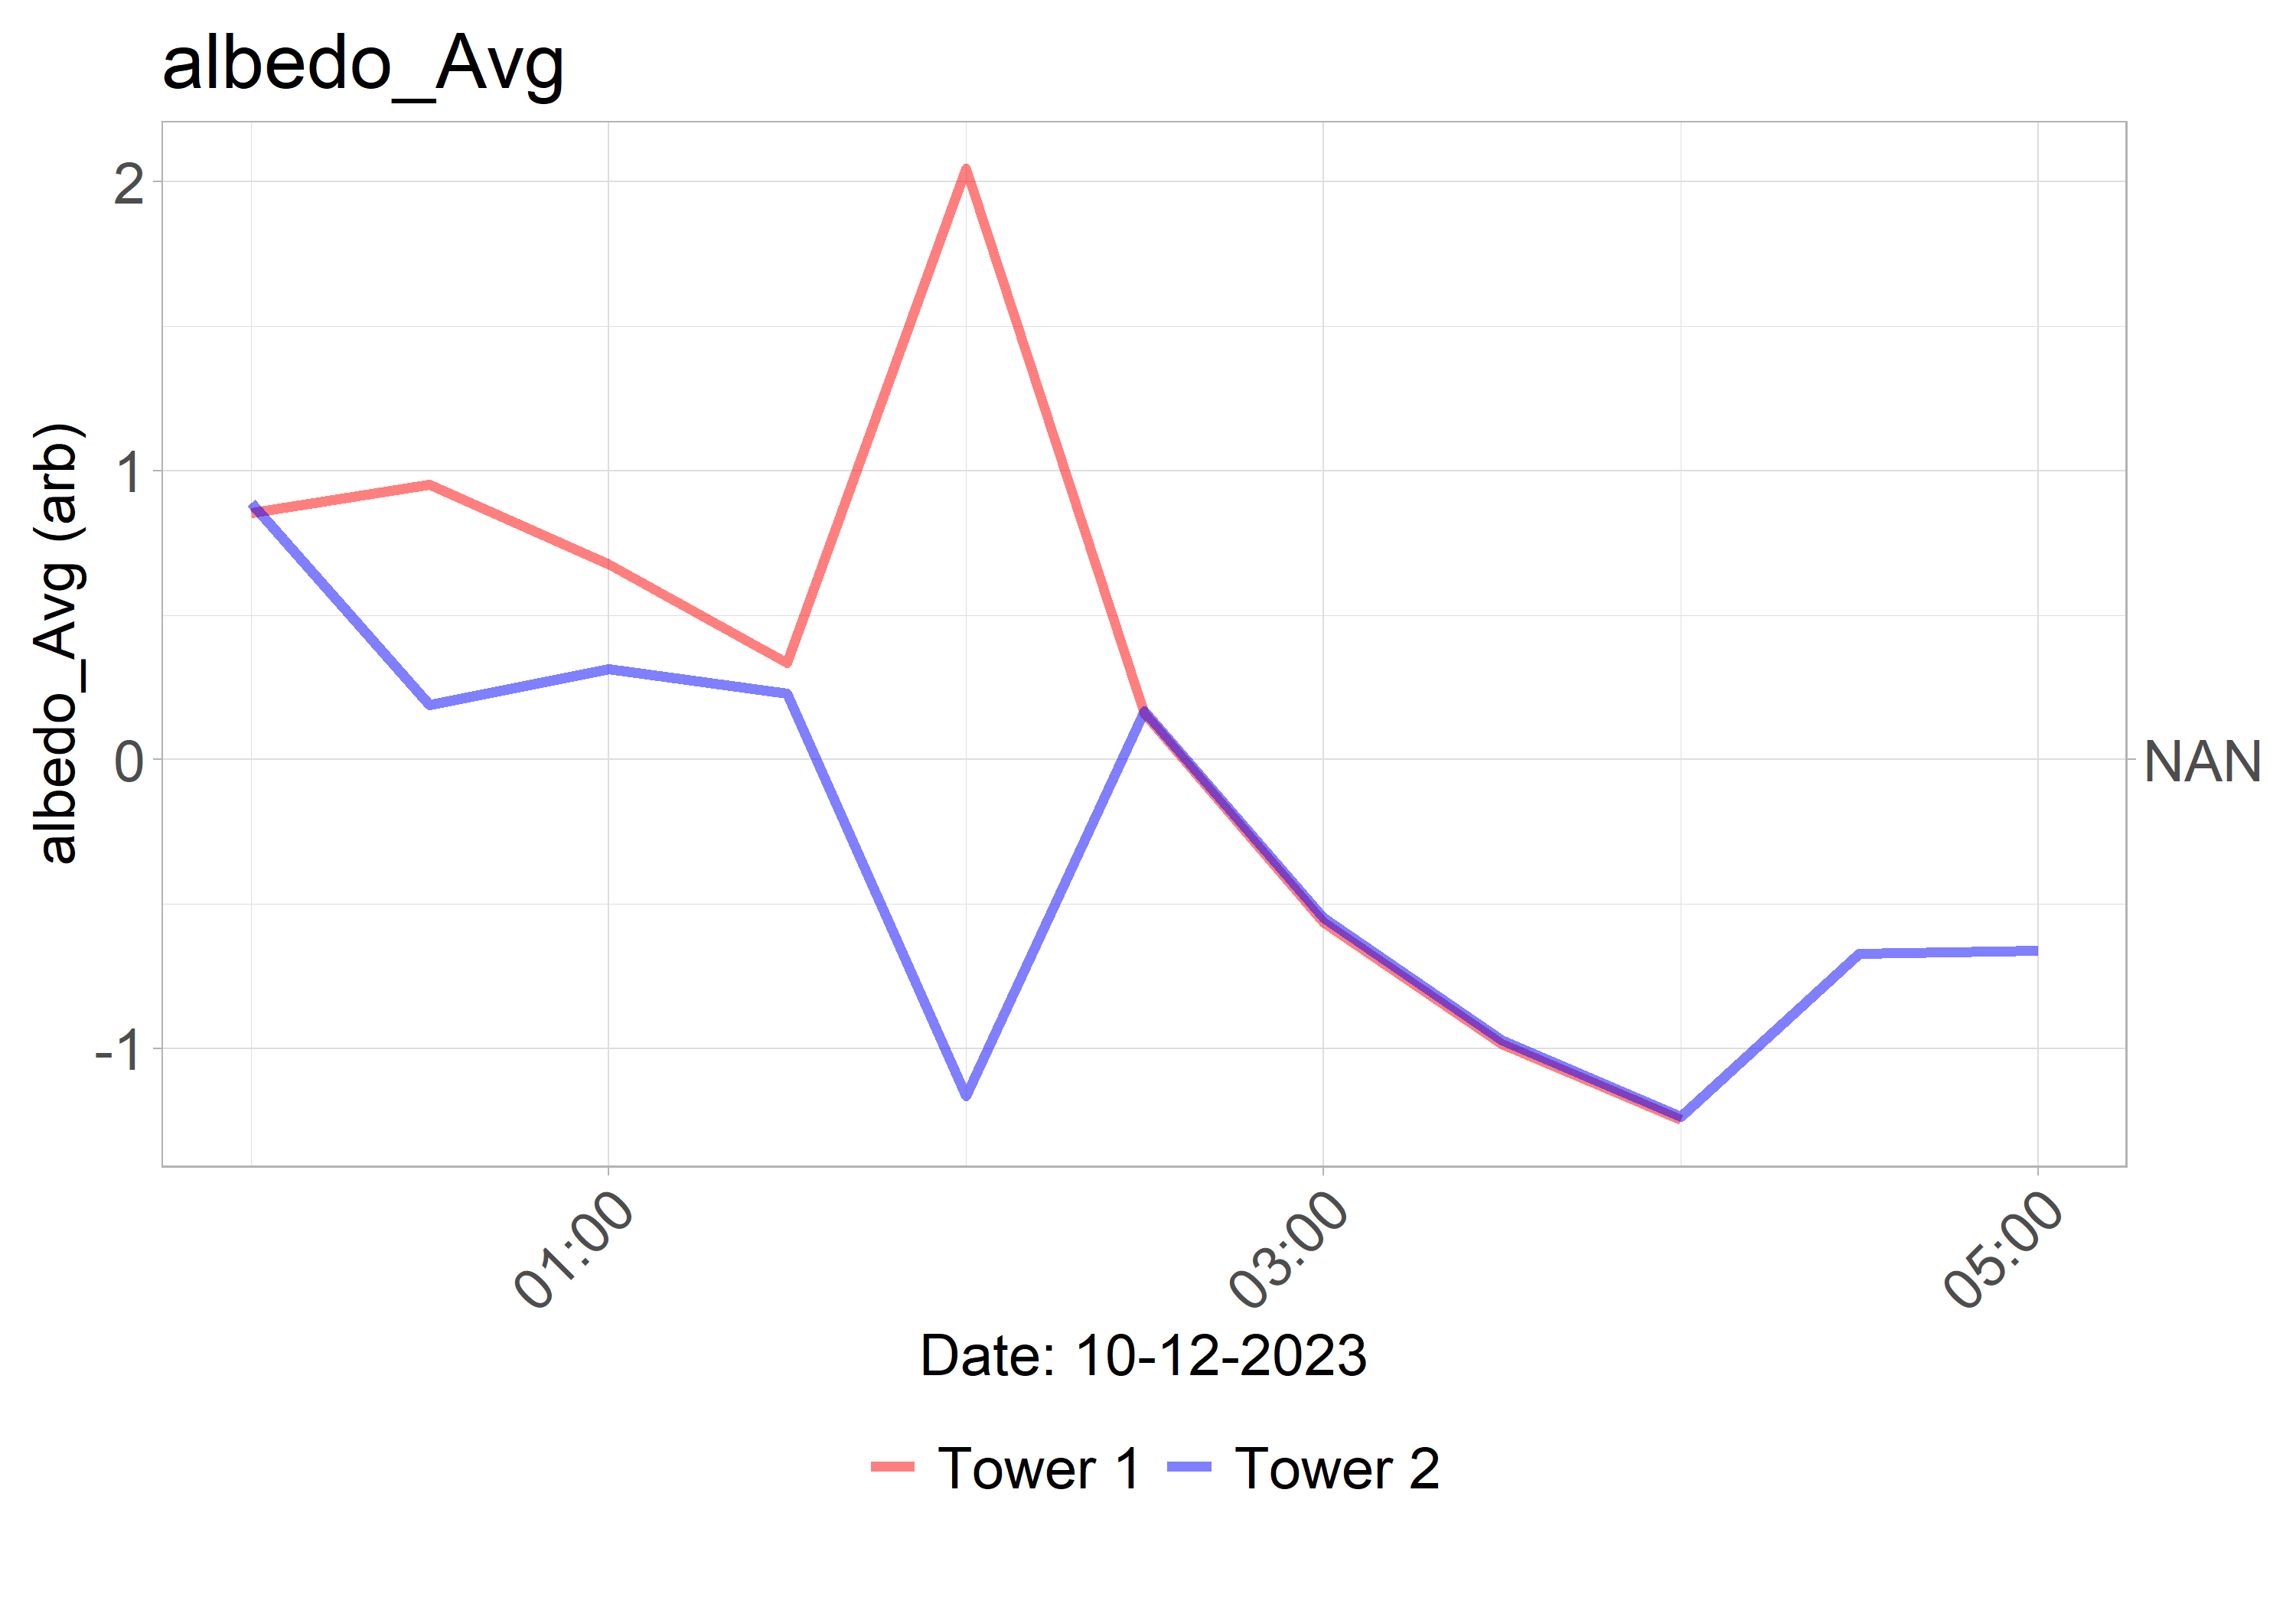 albedo_Avg
albedo_Avg (arb)
2
1
0
-1
NAN
01:00
03:00
05:00
Date: 10-12-2023
Tower 1
Tower 2